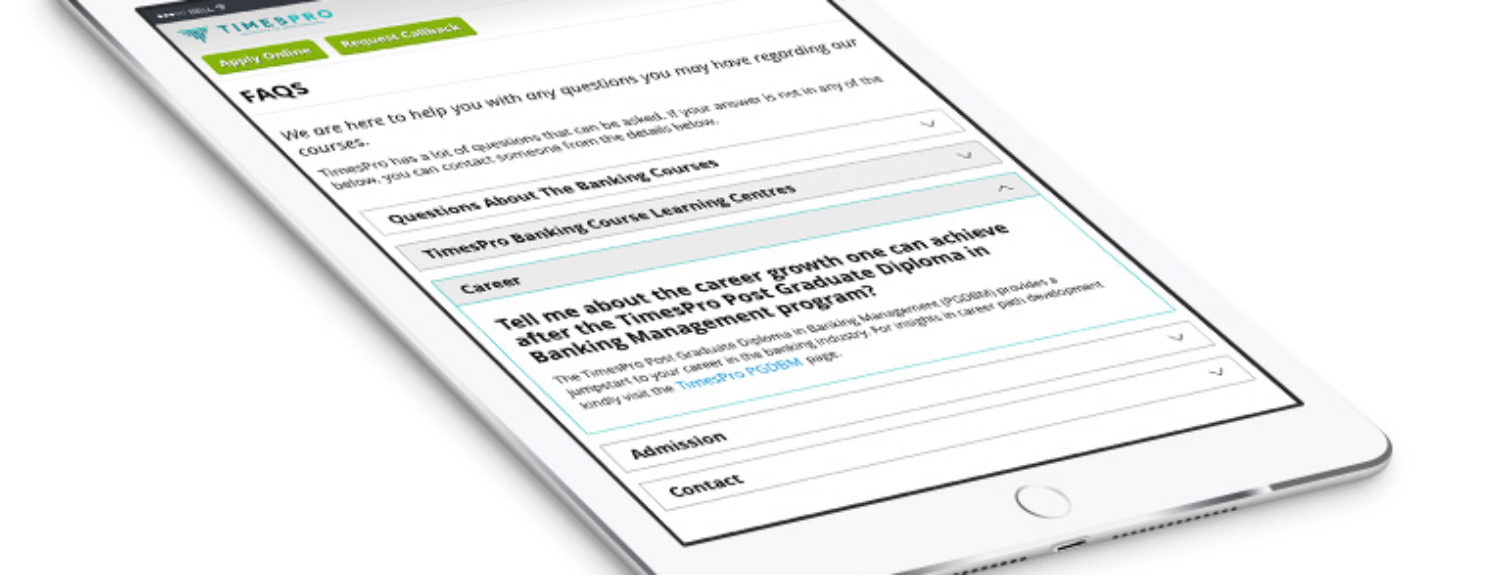 BELL
TIMESPRO
Apply Online
Request Callback
FAQS
We are here to help you with any questions you may have regarding our
courses.
TimesPro has a lot of questions that can be asked. If your answer is not in any of the
below, you can contact someone from the details below.
Questions About The Banking Courses
TimesPro Banking Course Learning Centres
Career
Tell me about the career growth one can achieve
after the TimesPro Post Graduate Diploma in
Banking Management program?
The TimesPro Post Graduate Diploma in Banking Management (PGDBM) provides a
jumpstart to your career in the banking industry. For insights in career path development
kindly visit the TimesPro PGDBM page.
Admission
Contact